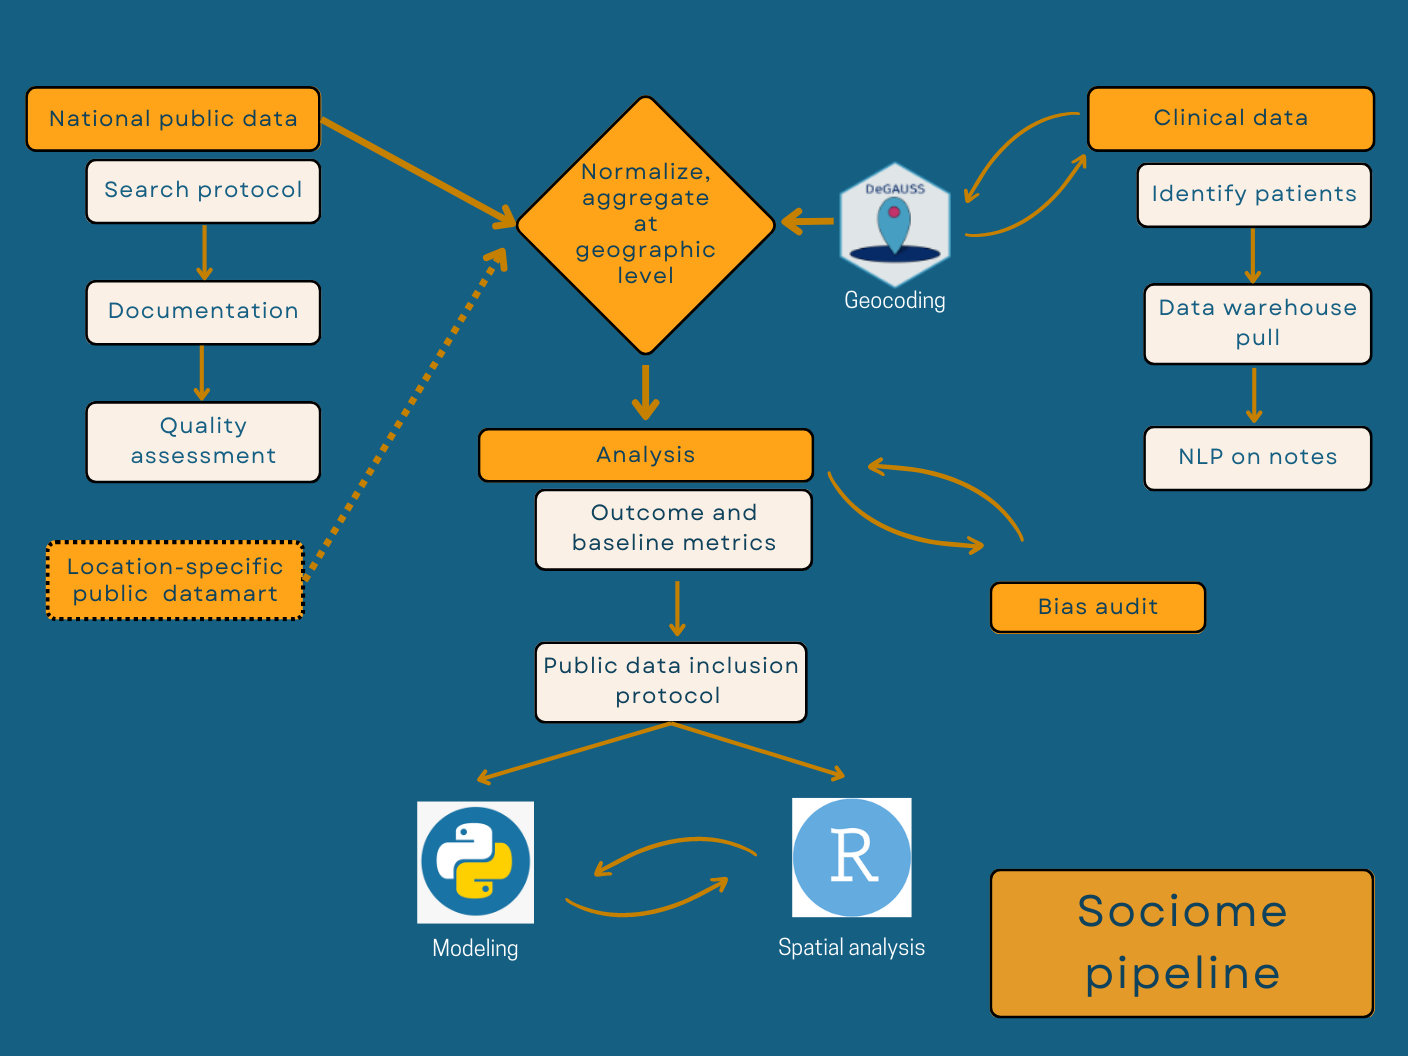 National public data
Search protocol
Documentation
Quality
assessment
Location-specific
public datamart
Normalize,
aggregate
at
geographic
level
DeGAUSS
Geocoding
Clinical data
Identify patients
Data warehouse
pull
NLP on notes
Analysis
Outcome and
baseline metrics
Public data inclusion
protocol
Bias audit
Modeling
R
Spatial analysis
Sociome
pipeline